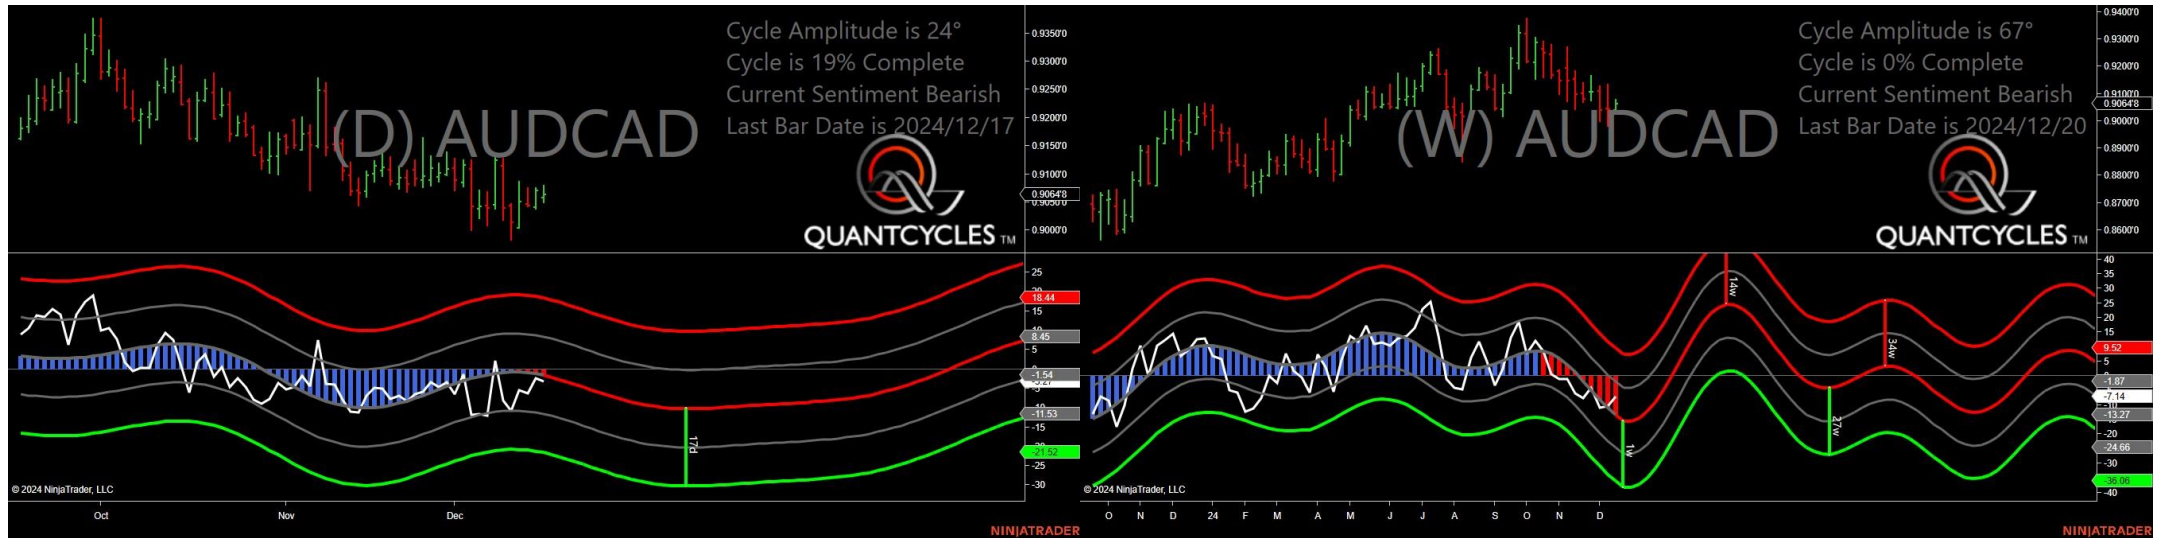 Cycle Amplitude is 24°
Cycle is 19% Complete
Current Sentiment Bearish
Last Bar Date is 2024/12/17
(D) AUDCAD
QUANTCYCLES TM
0.9350'0
0.9300'0
0.9250'0
0.9200'0
0.9150'0
0.9100'0
0.9064'8
0.9050'0
0.9000'0
25
18.44
15
8.45
5
-1.54
-11.53
-15
-21.52
-25
-30
17d
© 2024 NinjaTrader, LLC
Oct Nov Dec
NINJATRADER
Cycle Amplitude is 67°
Cycle is 0% Complete
Current Sentiment Bearish
Last Bar Date is 2024/12/20
(W) AUDCAD
QUANTCYCLES TM
0.9400'0
0.9300'0
0.9200'0
0.9100'0
0.9064'8
0.9000'0
0.8900'0
0.8800'0
0.8700'0
0.8600'0
40
35
30
25
20
15
9.52
5
-1.87
-5
-7.14
-13.27
-20
-24.66
-30
-36.06
-40
14w
34w
27w
1w
© 2024 NinjaTrader, LLC
O N D 24 F M A M J J A S O N D
NINJATRADER